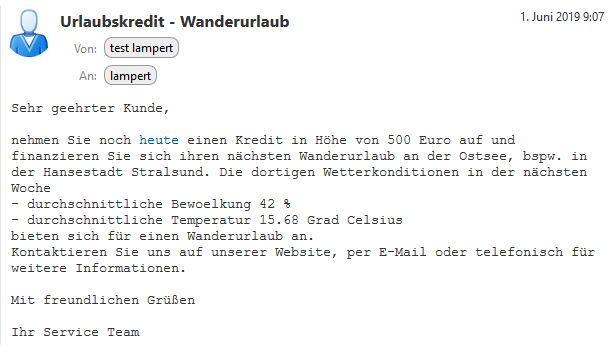 Urlaubskredit - Wanderurlaub
1. Juni 2019 9:07
Von: test lampert
An: lampert
Sehr geehrter Kunde,
nehmen Sie noch heute einen Kredit in Höhe von 500 Euro auf und
finanzieren Sie sich ihren nächsten Wanderurlaub an der Ostsee, bspw. in
der Hansestadt Stralsund. Die dortigen Wetterkonditionen in der nächsten
Woche
- durchschnittliche Bewoelkung 42 %
- durchschnittliche Temperatur 15.68 Grad Celsius
bieten sich für einen Wanderurlaub an.
Kontaktieren Sie uns auf unserer Website, per E-Mail oder telefonisch für
weitere Informationen.
Mit freundlichen Grüßen
Ihr Service Team